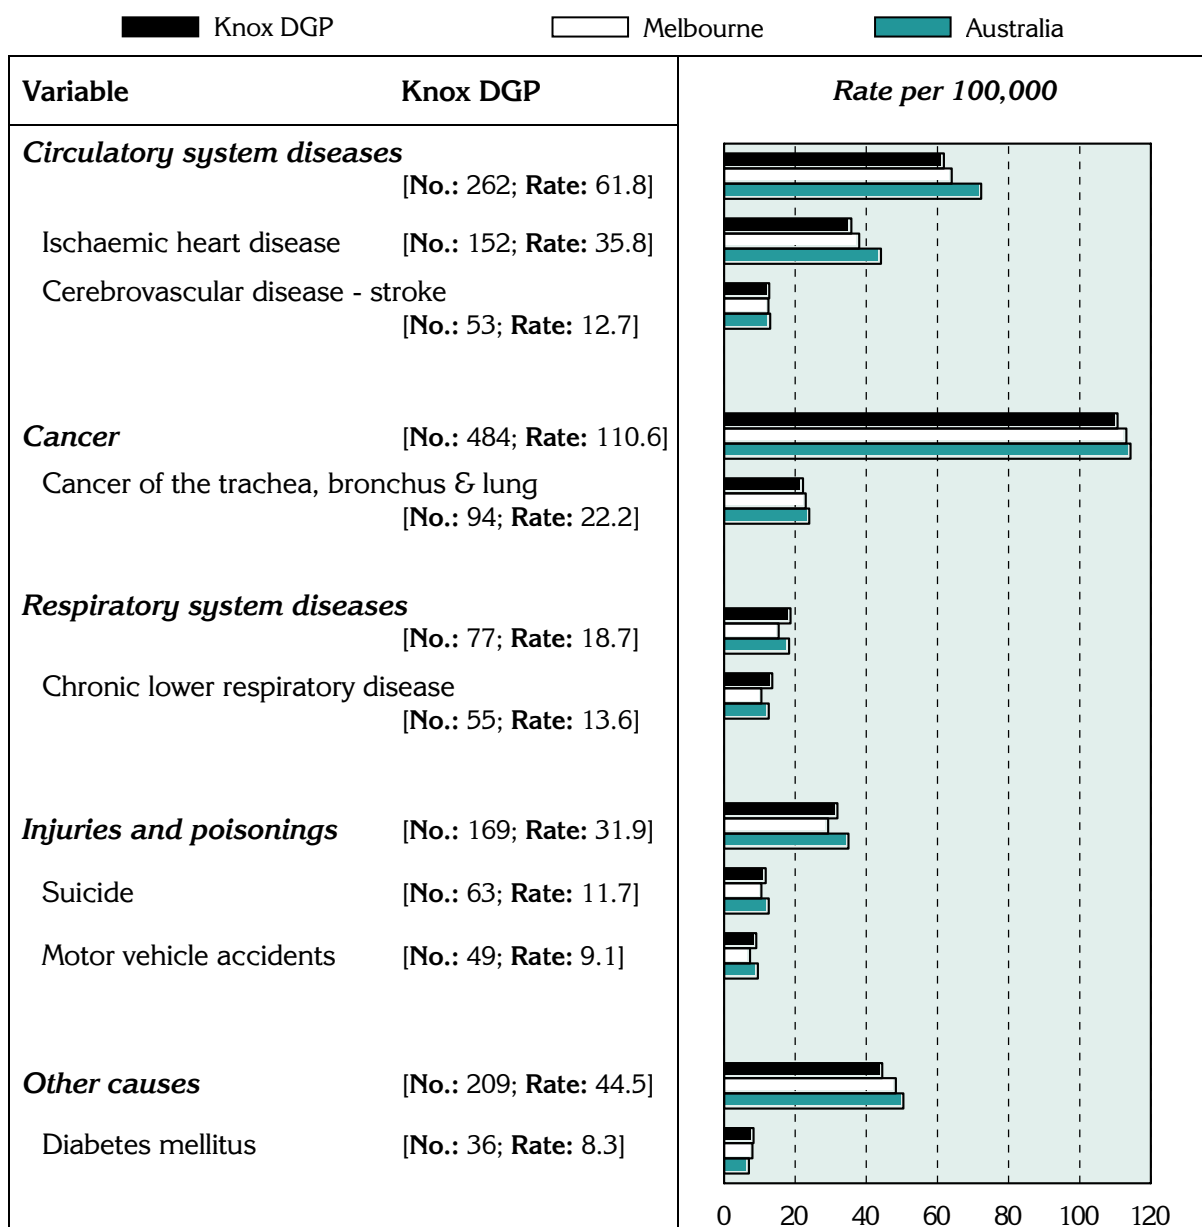 Knox DGP Melbourne Australia
Variable Knox DGP Rate per 100,000
Circulatory system diseases
[No.: 262; Rate: 61.8]
Ischaemic heart disease [No.: 152; Rate: 35.8]
Cerebrovascular disease - stroke
[No.: 53; Rate: 12.7]
Cancer [No.: 484; Rate: 110.6]
Cancer of the trachea, bronchus & lung
[No.: 94; Rate: 22.2]
Respiratory system diseases
[No.: 77; Rate: 18.7]
Chronic lower respiratory disease
[No.: 55; Rate: 13.6]
Injuries and poisonings [No.: 169; Rate: 31.9]
Suicide [No.: 63; Rate: 11.7]
Motor vehicle accidents [No.: 49; Rate: 9.1]
Other causes [No.: 209; Rate: 44.5]
Diabetes mellitus [No.: 36; Rate: 8.3]
0 20 40 60 80 100 120